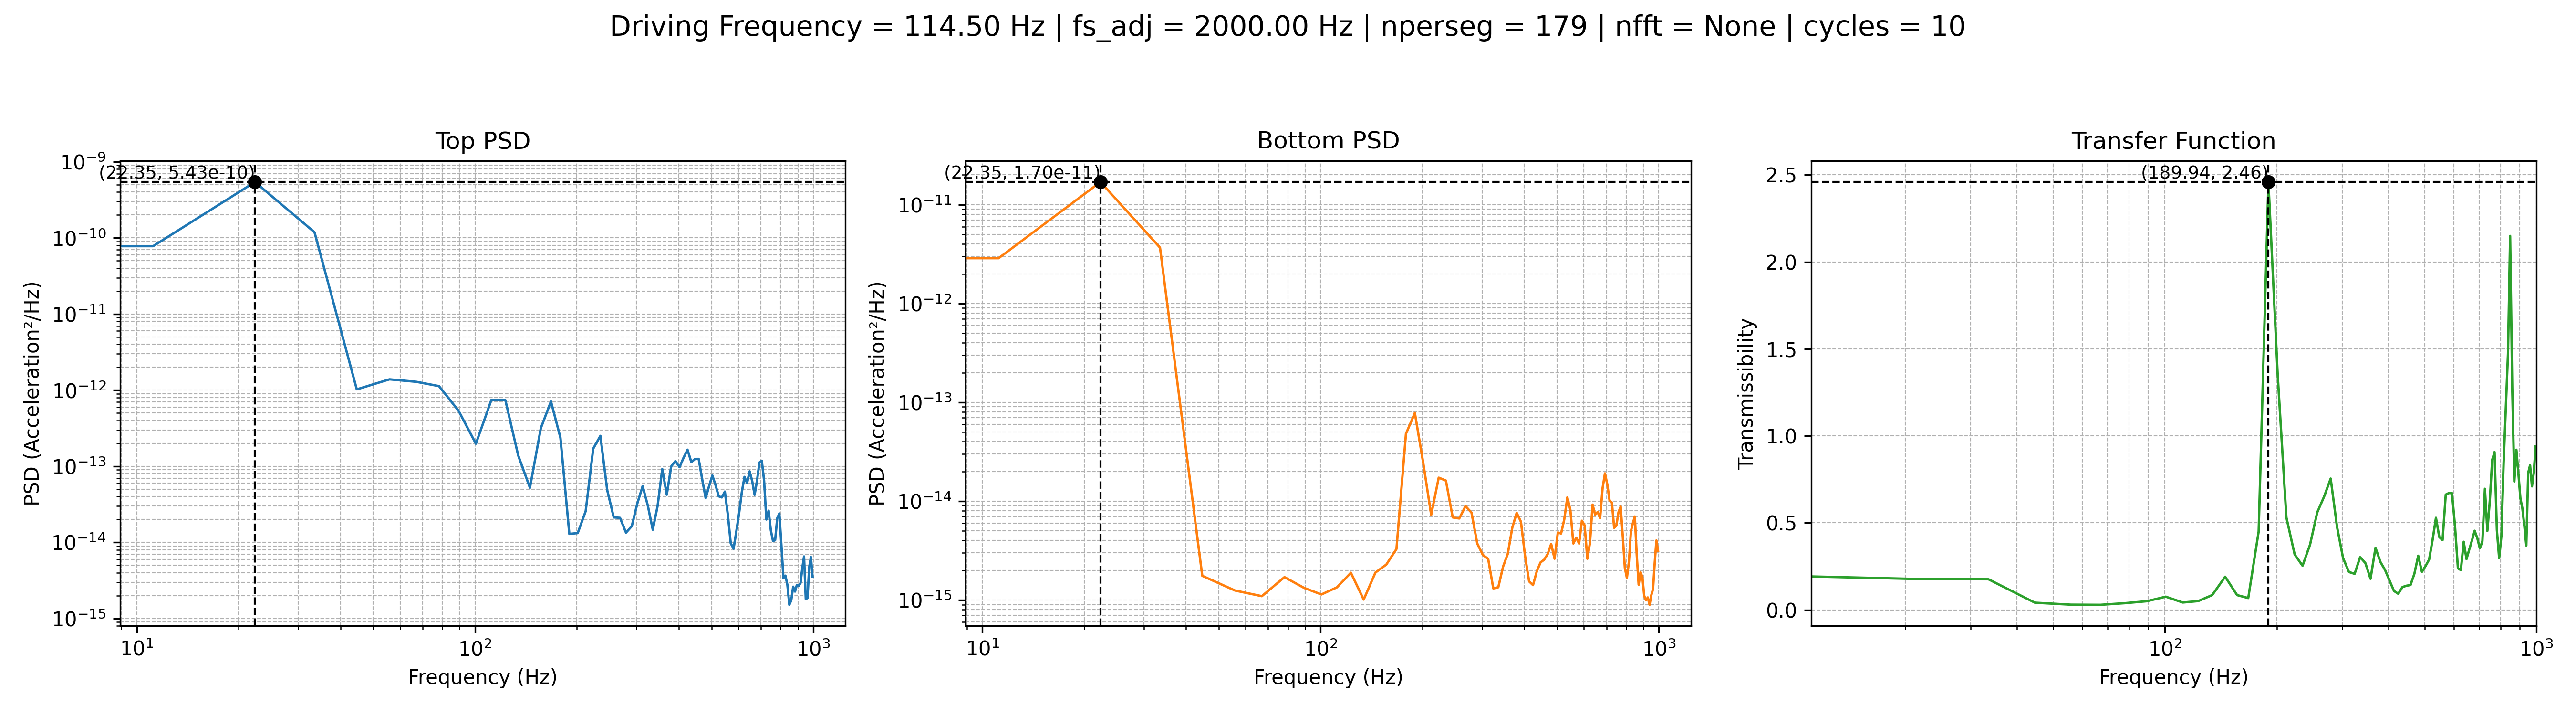 Driving Frequency = 114.50 Hz | fs_adj = 2000.00 Hz | nperseg = 179 | nfft = None | cycles = 10
Top PSD
PSD (Acceleration²/Hz)
10⁻⁹
10⁻¹⁰
10⁻¹¹
10⁻¹²
10⁻¹³
10⁻¹⁴
10⁻¹⁵
(22.35, 5.43e-10)
10¹
10²
10³
Frequency (Hz)
Bottom PSD
PSD (Acceleration²/Hz)
10⁻¹¹
10⁻¹²
10⁻¹³
10⁻¹⁴
10⁻¹⁵
(22.35, 1.70e-11)
10¹
10²
10³
Frequency (Hz)
Transfer Function
Transmissibility
2.5
2.0
1.5
1.0
0.5
0.0
(189.94, 2.46)
10²
10³
Frequency (Hz)